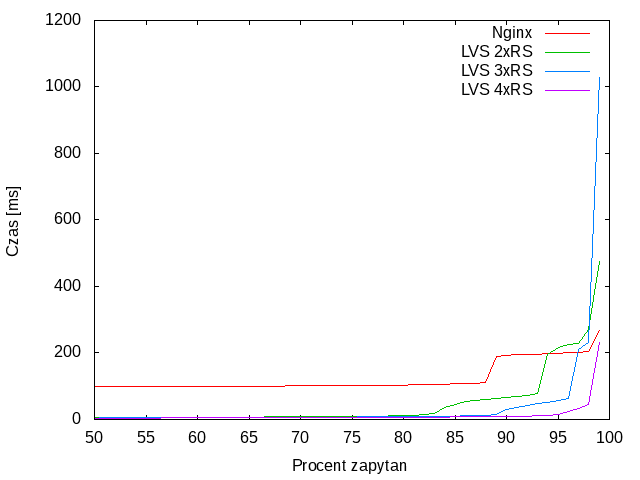 1200
1000
800
600
400
200
0
Czas [ms]
Nginx
LVS 2xRS
LVS 3xRS
LVS 4xRS
50 55 60 65 70 75 80 85 90 95 100
Procent zapytan